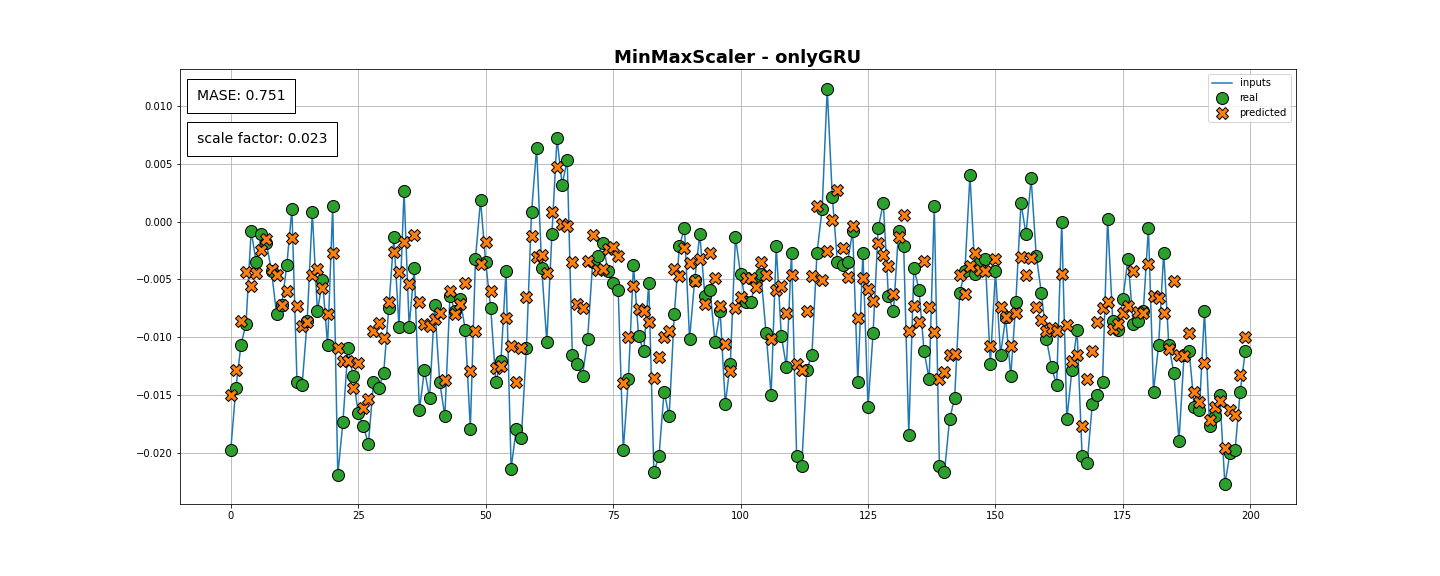 MinMaxScaler - onlyGRU
MASE: 0.751
scale factor: 0.023
inputs
real
predicted
0.010
0.005
0.000
−0.005
−0.010
−0.015
−0.020
0 25 50 75 100 125 150 175 200